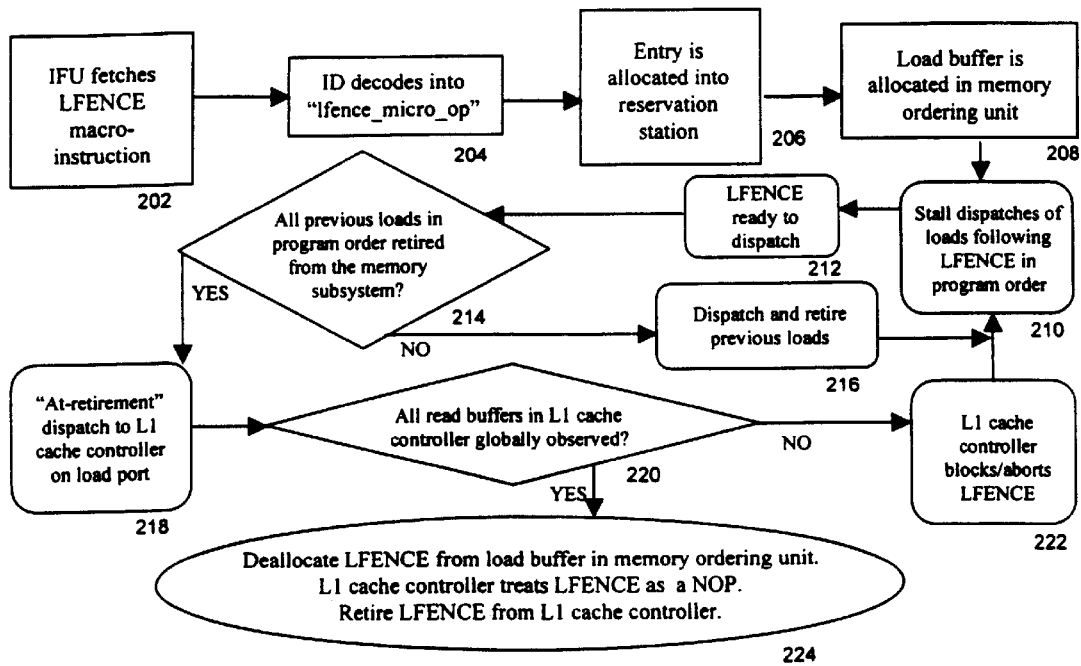 IFU fetches
LFENCE
macro-
instruction
202
ID decodes into
“lfence_micro_op”
204
Entry is
allocated into
reservation
station
206
Load buffer is
allocated in memory
ordering unit
208
Stall dispatches of
loads following
LFENCE in
program order
210
LFENCE
ready to
dispatch
212
All previous loads in
program order retired
from the memory
subsystem?
214
YES
NO
Dispatch and retire
previous loads
216
“At-retirement”
dispatch to L1
cache controller
on load port
218
All read buffers in L1 cache
controller globally observed?
220
NO
YES
L1 cache
controller
blocks/aborts
LFENCE
222
Deallocate LFENCE from load buffer in memory ordering unit.
L1 cache controller treats LFENCE as a NOP.
Retire LFENCE from L1 cache controller.
224